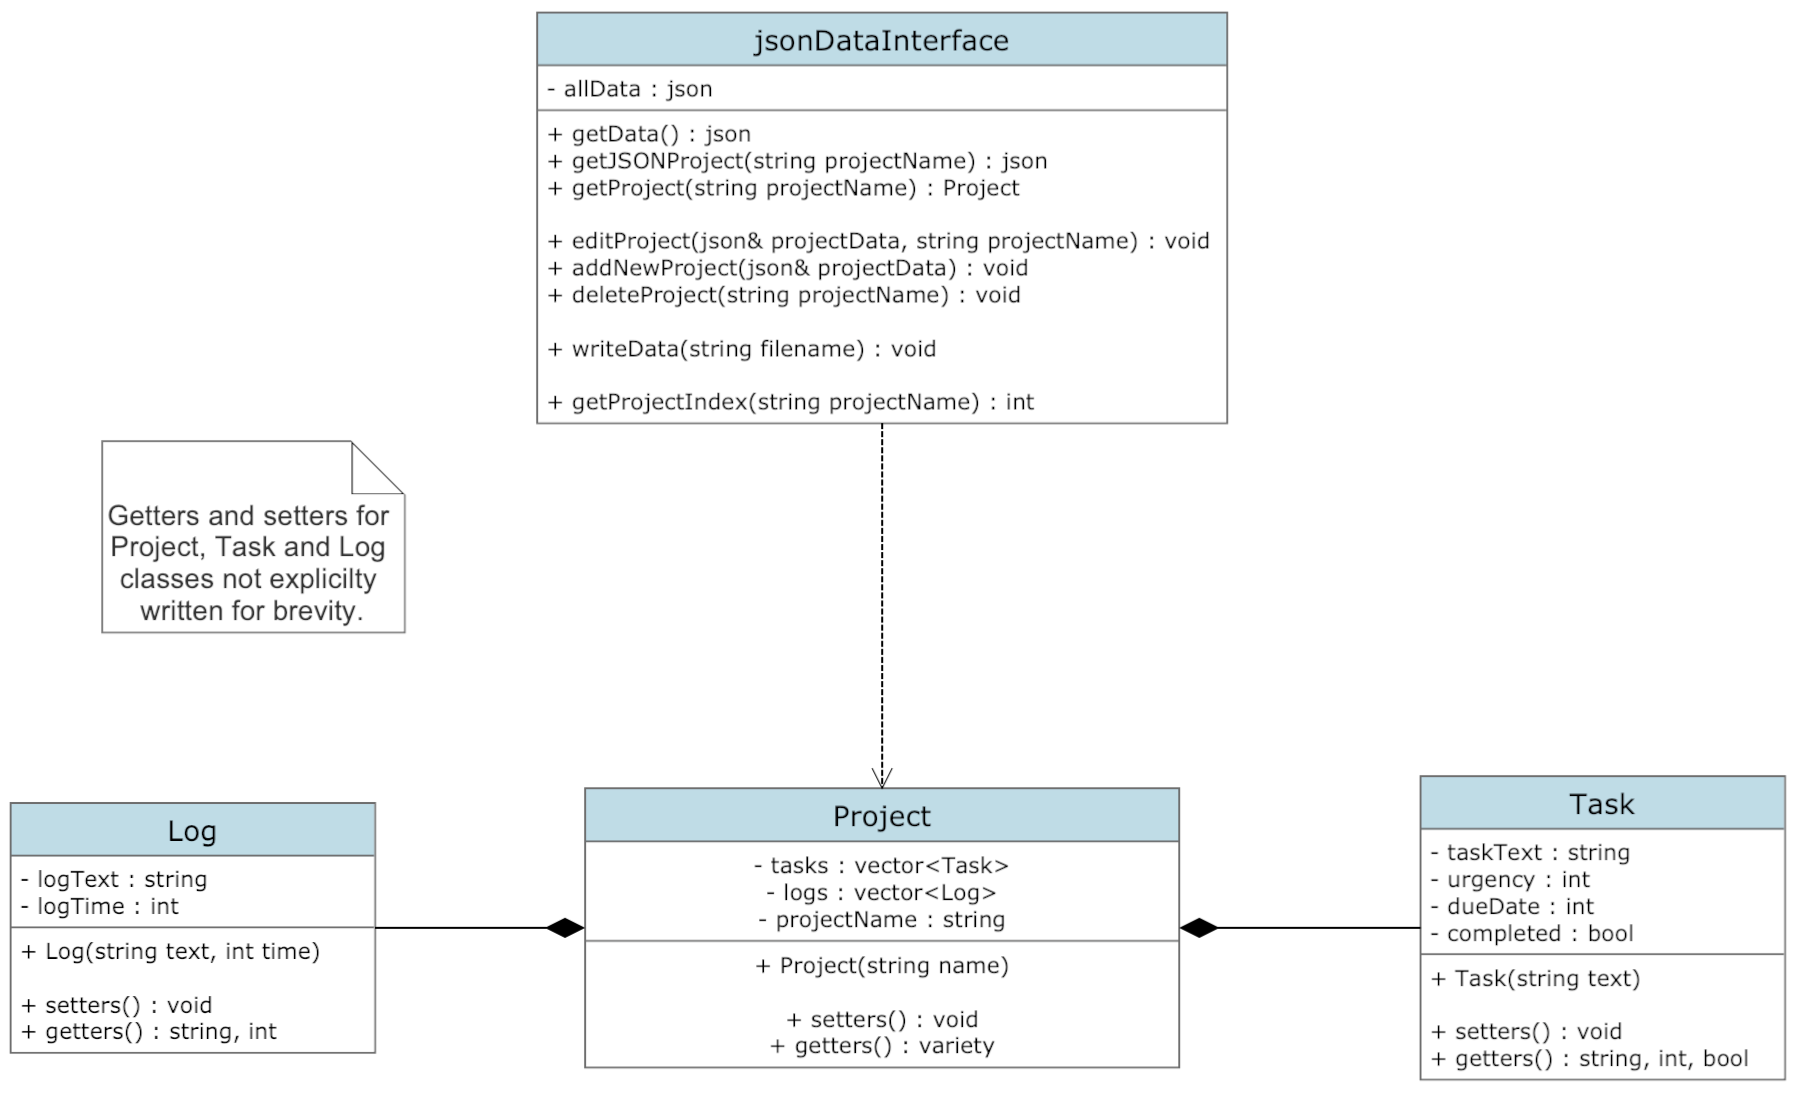 jsonDataInterface
- allData : json
+ getData() : json
+ getJSONProject(string projectName) : json
+ getProject(string projectName) : Project
+ editProject(json& projectData, string projectName) : void
+ addNewProject(json& projectData) : void
+ deleteProject(string projectName) : void
+ writeData(string filename) : void
+ getProjectIndex(string projectName) : int
Getters and setters for
Project, Task and Log
classes not explicilty
written for brevity.
Log
- logText : string
- logTime : int
+ Log(string text, int time)
+ setters() : void
+ getters() : string, int
Project
- tasks : vector<Task>
- logs : vector<Log>
- projectName : string
+ Project(string name)
+ setters() : void
+ getters() : variety
Task
- taskText : string
- urgency : int
- dueDate : int
- completed : bool
+ Task(string text)
+ setters() : void
+ getters() : string, int, bool